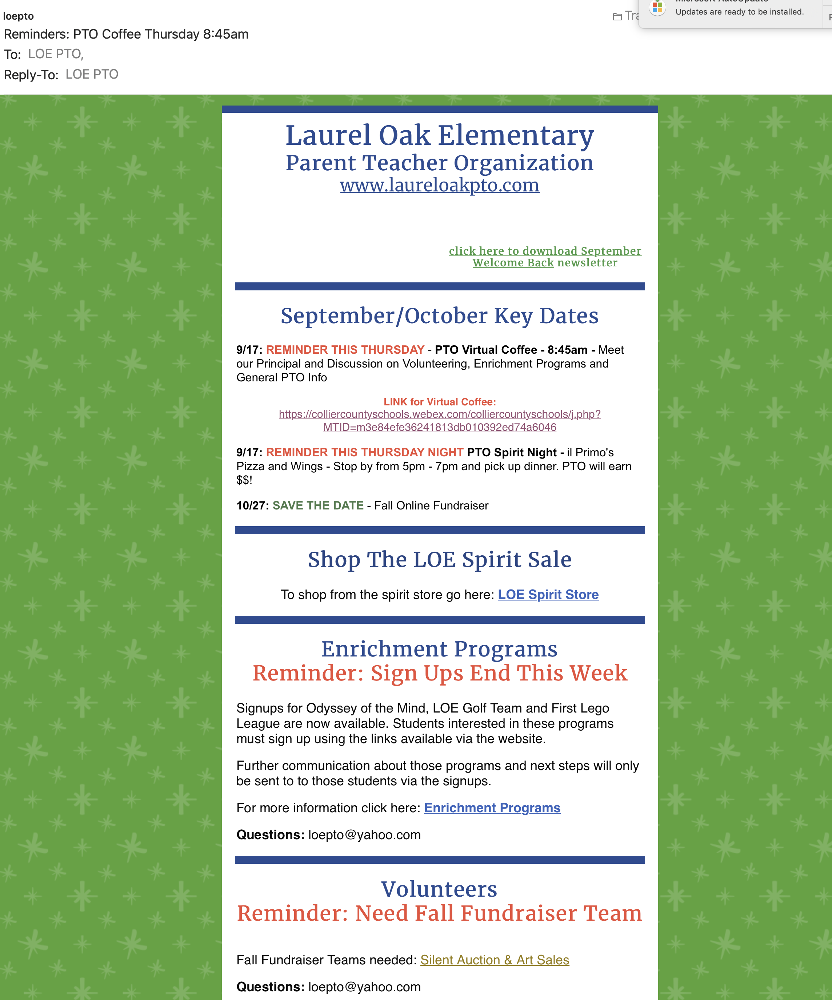 Microsoft AutoUpdate
Updates are ready to be installed.
loepto
Reminders: PTO Coffee Thursday 8:45am
To: LOE PTO,
Reply-To: LOE PTO
Laurel Oak Elementary
Parent Teacher Organization
www.laureloakpto.com
click here to download September
Welcome Back newsletter
September/October Key Dates
9/17: REMINDER THIS THURSDAY - PTO Virtual Coffee - 8:45am - Meet
our Principal and Discussion on Volunteering, Enrichment Programs and
General PTO Info
LINK for Virtual Coffee:
https://colliercountyschools.webex.com/colliercountyschools/j.php?
MTID=m3e84efe36241813db010392ed74a6046
9/17: REMINDER THIS THURSDAY NIGHT PTO Spirit Night - il Primo's
Pizza and Wings - Stop by from 5pm - 7pm and pick up dinner. PTO will earn
$$!
10/27: SAVE THE DATE - Fall Online Fundraiser
Shop The LOE Spirit Sale
To shop from the spirit store go here: LOE Spirit Store
Enrichment Programs
Reminder: Sign Ups End This Week
Signups for Odyssey of the Mind, LOE Golf Team and First Lego
League are now available. Students interested in these programs
must sign up using the links available via the website.
Further communication about those programs and next steps will only
be sent to to those students via the signups.
For more information click here: Enrichment Programs
Questions: loepto@yahoo.com
Volunteers
Reminder: Need Fall Fundraiser Team
Fall Fundraiser Teams needed: Silent Auction & Art Sales
Questions: loepto@yahoo.com